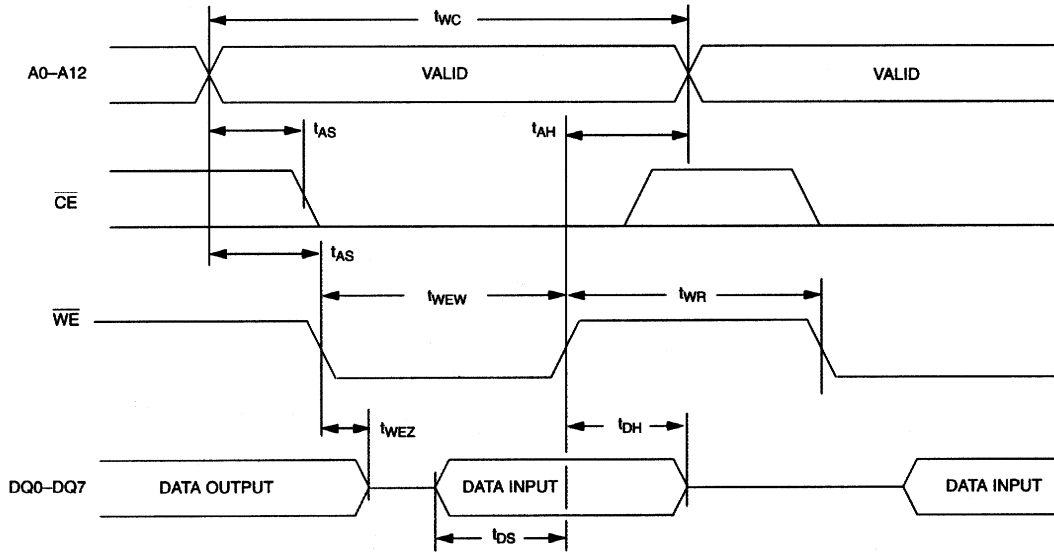 tWC
A0–A12 VALID VALID
tAS tAH
CE
tAS
tWEW tWR
WE
tWEZ tDH
DQ0–DQ7 DATA OUTPUT DATA INPUT DATA INPUT
tDS